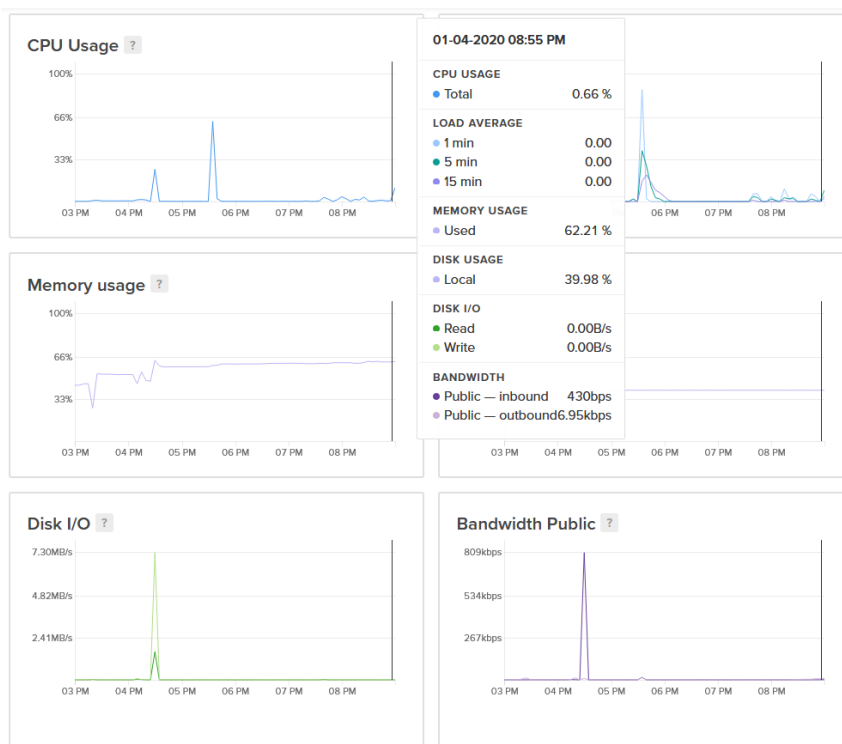 CPU Usage ?
100%
66%
33%
03 PM 04 PM 05 PM 06 PM 07 PM 08 PM
01-04-2020 08:55 PM
CPU USAGE
Total 0.66 %
LOAD AVERAGE
1 min 0.00
5 min 0.00
15 min 0.00
MEMORY USAGE
Used 62.21 %
DISK USAGE
Local 39.98 %
DISK I/O
Read 0.00B/s
Write 0.00B/s
BANDWIDTH
Public — inbound 430bps
Public — outbound6.95kbps
06 PM 07 PM 08 PM
Memory usage ?
100%
66%
33%
03 PM 04 PM 05 PM 06 PM 07 PM 08 PM
03 PM 04 PM 05 PM 06 PM 07 PM 08 PM
Disk I/O ?
7.30MB/s
4.82MB/s
2.41MB/s
03 PM 04 PM 05 PM 06 PM 07 PM 08 PM
Bandwidth Public ?
809kbps
534kbps
267kbps
03 PM 04 PM 05 PM 06 PM 07 PM 08 PM